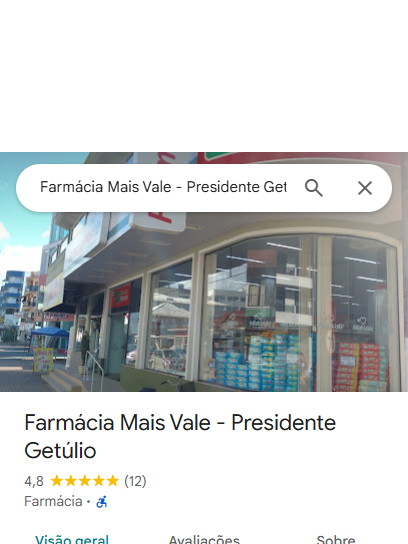 Farmácia Mais Vale - Presidente Get
Farmácia Mais Vale - Presidente
Getúlio
4,8 (12)
Farmácia ·
Visão geral
Avaliações
Sobre